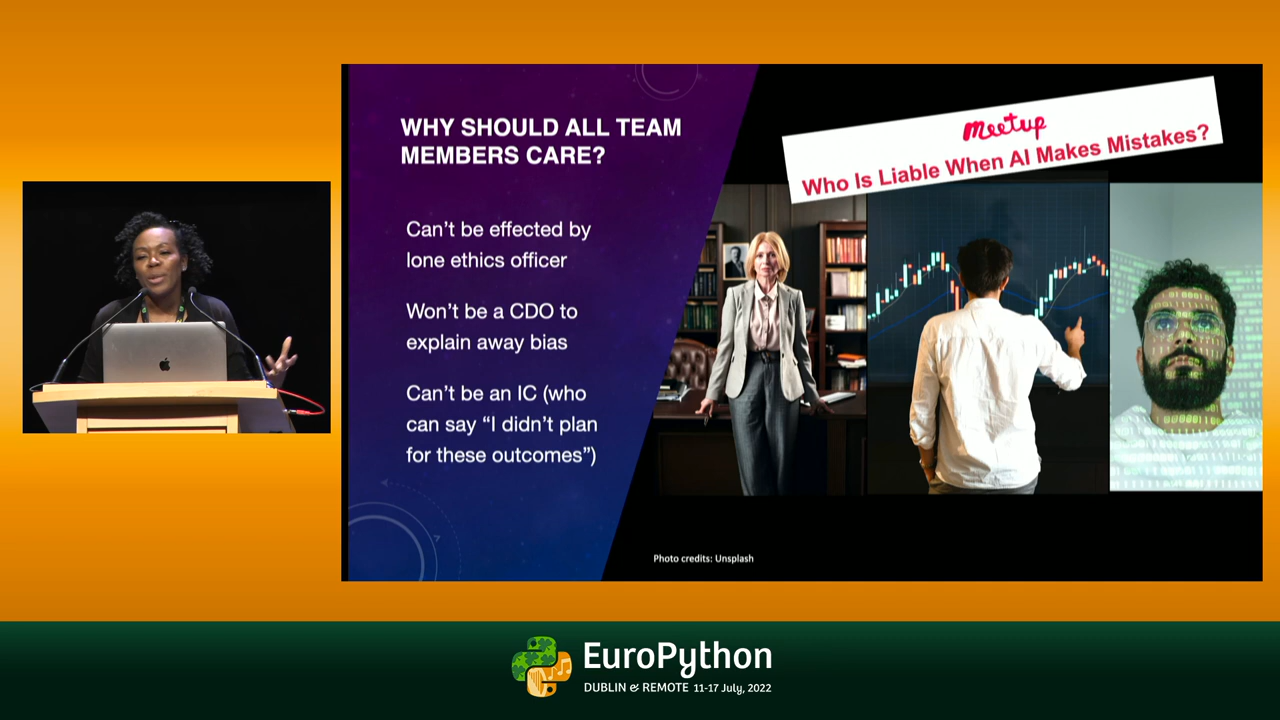 WHY SHOULD ALL TEAM
MEMBERS CARE?
Can't be effected by
lone ethics officer
Won't be a CDO to
explain away bias
Can't be an IC (who
can say “I didn't plan
for these outcomes”)
meetup
Who Is Liable When AI Makes Mistakes?
Photo credits: Unsplash
EuroPython
DUBLIN & REMOTE 11-17 July, 2022